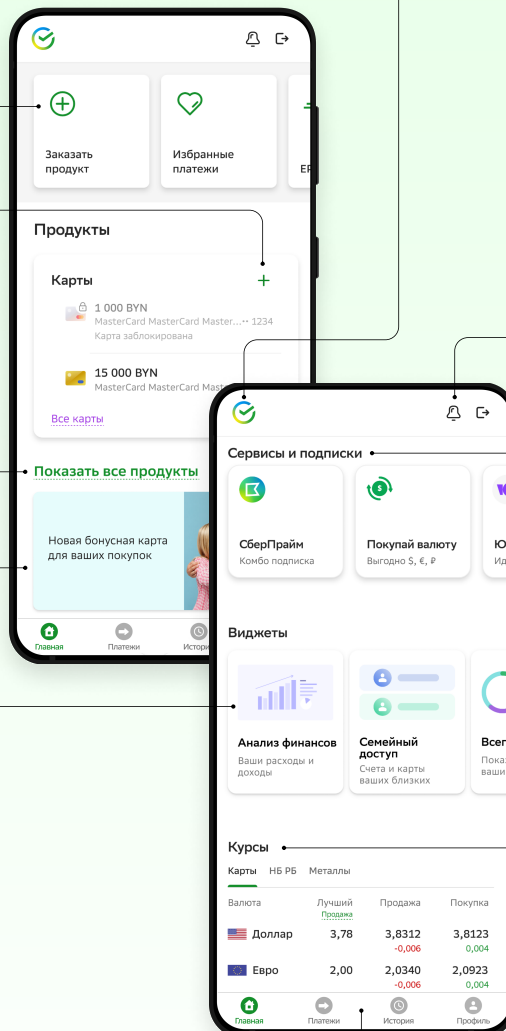 Заказать
продукт
Избранные
платежи
Продукты
Карты
1 000 BYN
MasterCard MasterCard Master...•• 1234
Карта заблокирована
15 000 BYN
MasterCard MasterCard
Все карты
Показать все продукты
Новая бонусная карта
для ваших покупок
Главная
Платежи
Сервисы и подписки
СберПрайм
Комбо подписка
Покупай валюту
Выгодно $, €, ₽
Виджеты
Анализ финансов
Ваши расходы и
доходы
Семейный
доступ
Счета и карты
ваших близких
Курсы
Карты НБ РБ Металлы
Валюта Лучший Продажа Покупка
Продажа
Доллар 3,78 3,8312 3,8123
-0,006 0,004
Евро 2,00 2,0340 2,0923
-0,006 0,004
Главная Платежи История Профиль